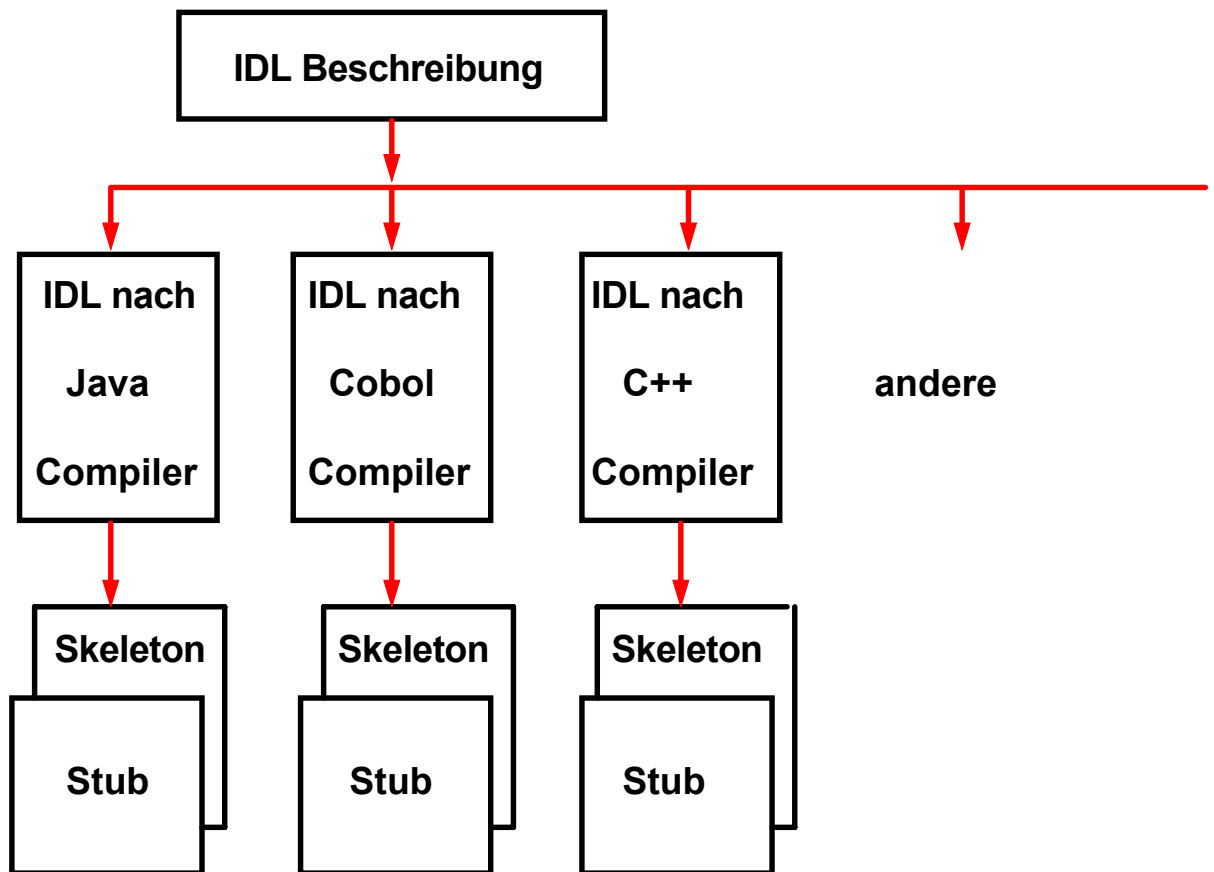 IDL Beschreibung
IDL nach
Java
Compiler
IDL nach
Cobol
Compiler
IDL nach
C++
Compiler
andere
Skeleton
Stub
Skeleton
Stub
Skeleton
Stub